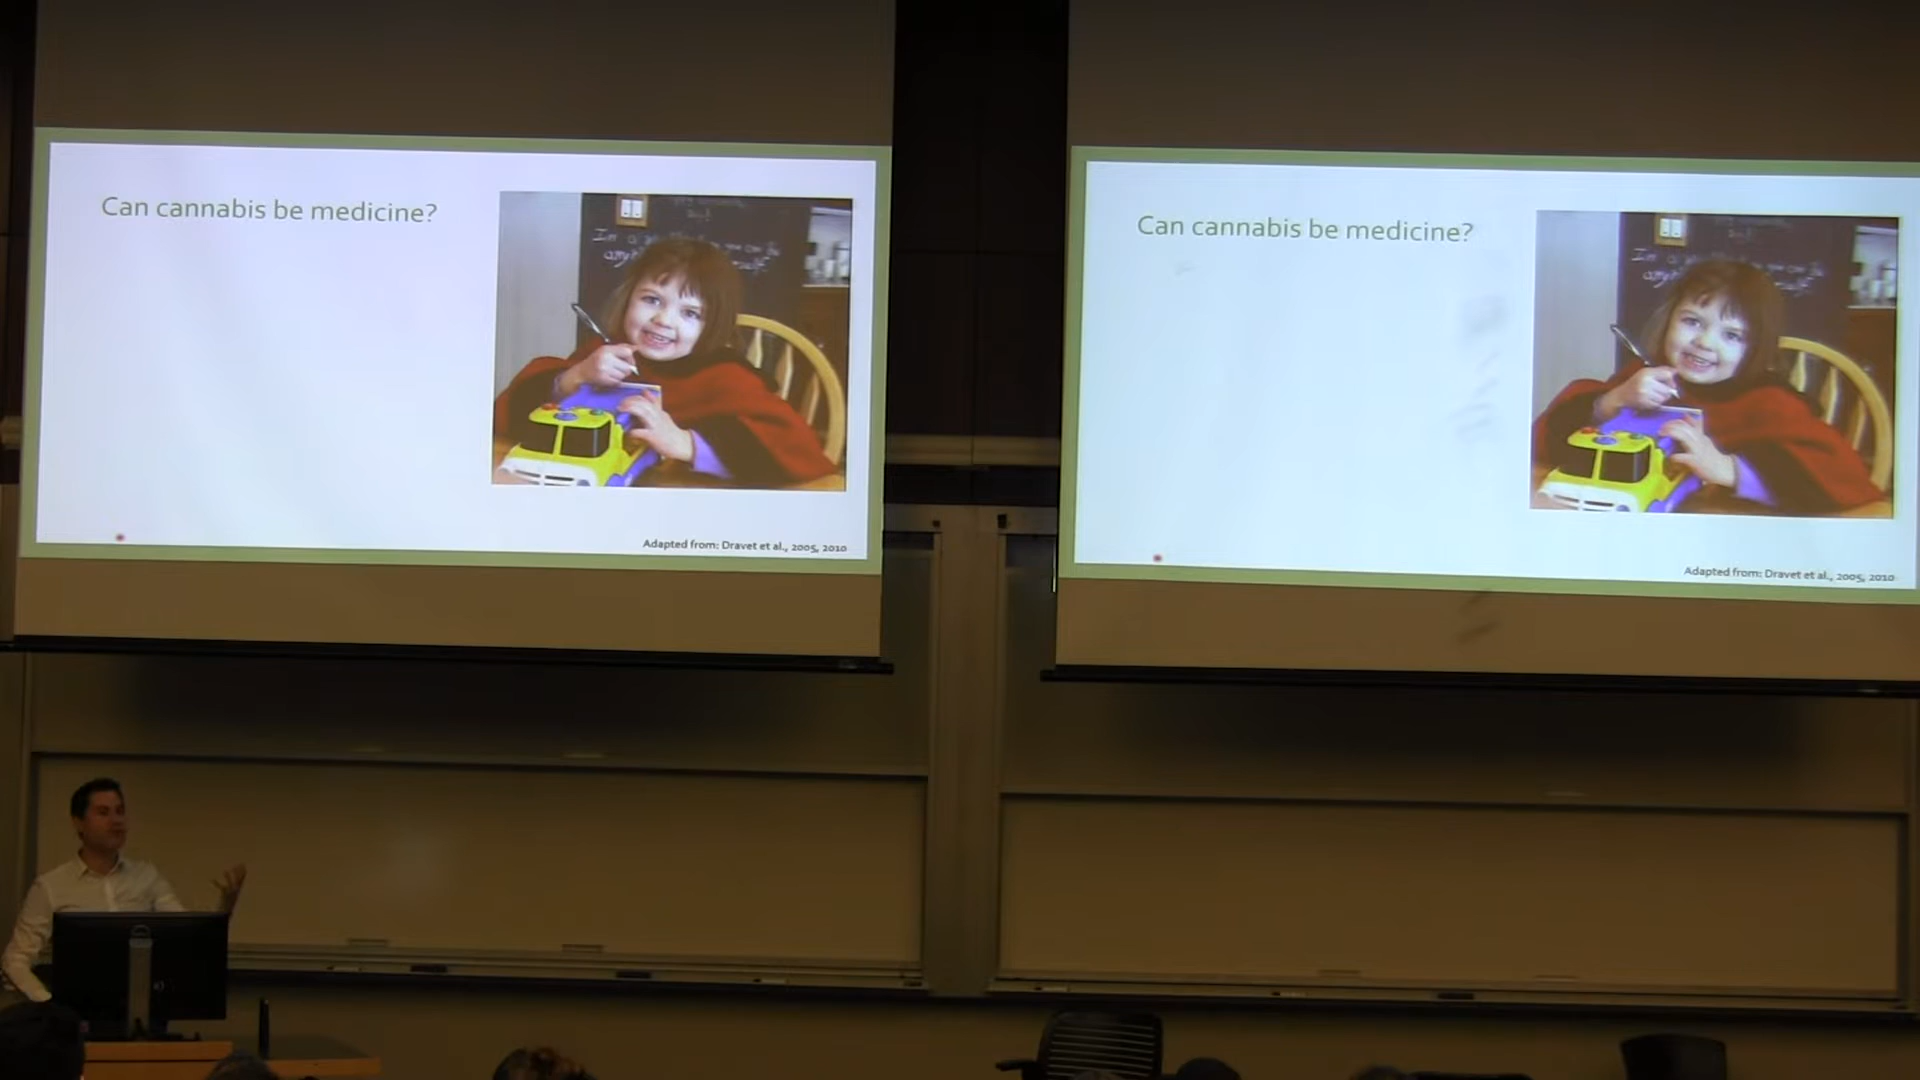 Can cannabis be medicine?
Adapted from: Dravet et al., 2005, 2010
Can cannabis be medicine?
Adapted from: Dravet et al., 2005, 2010